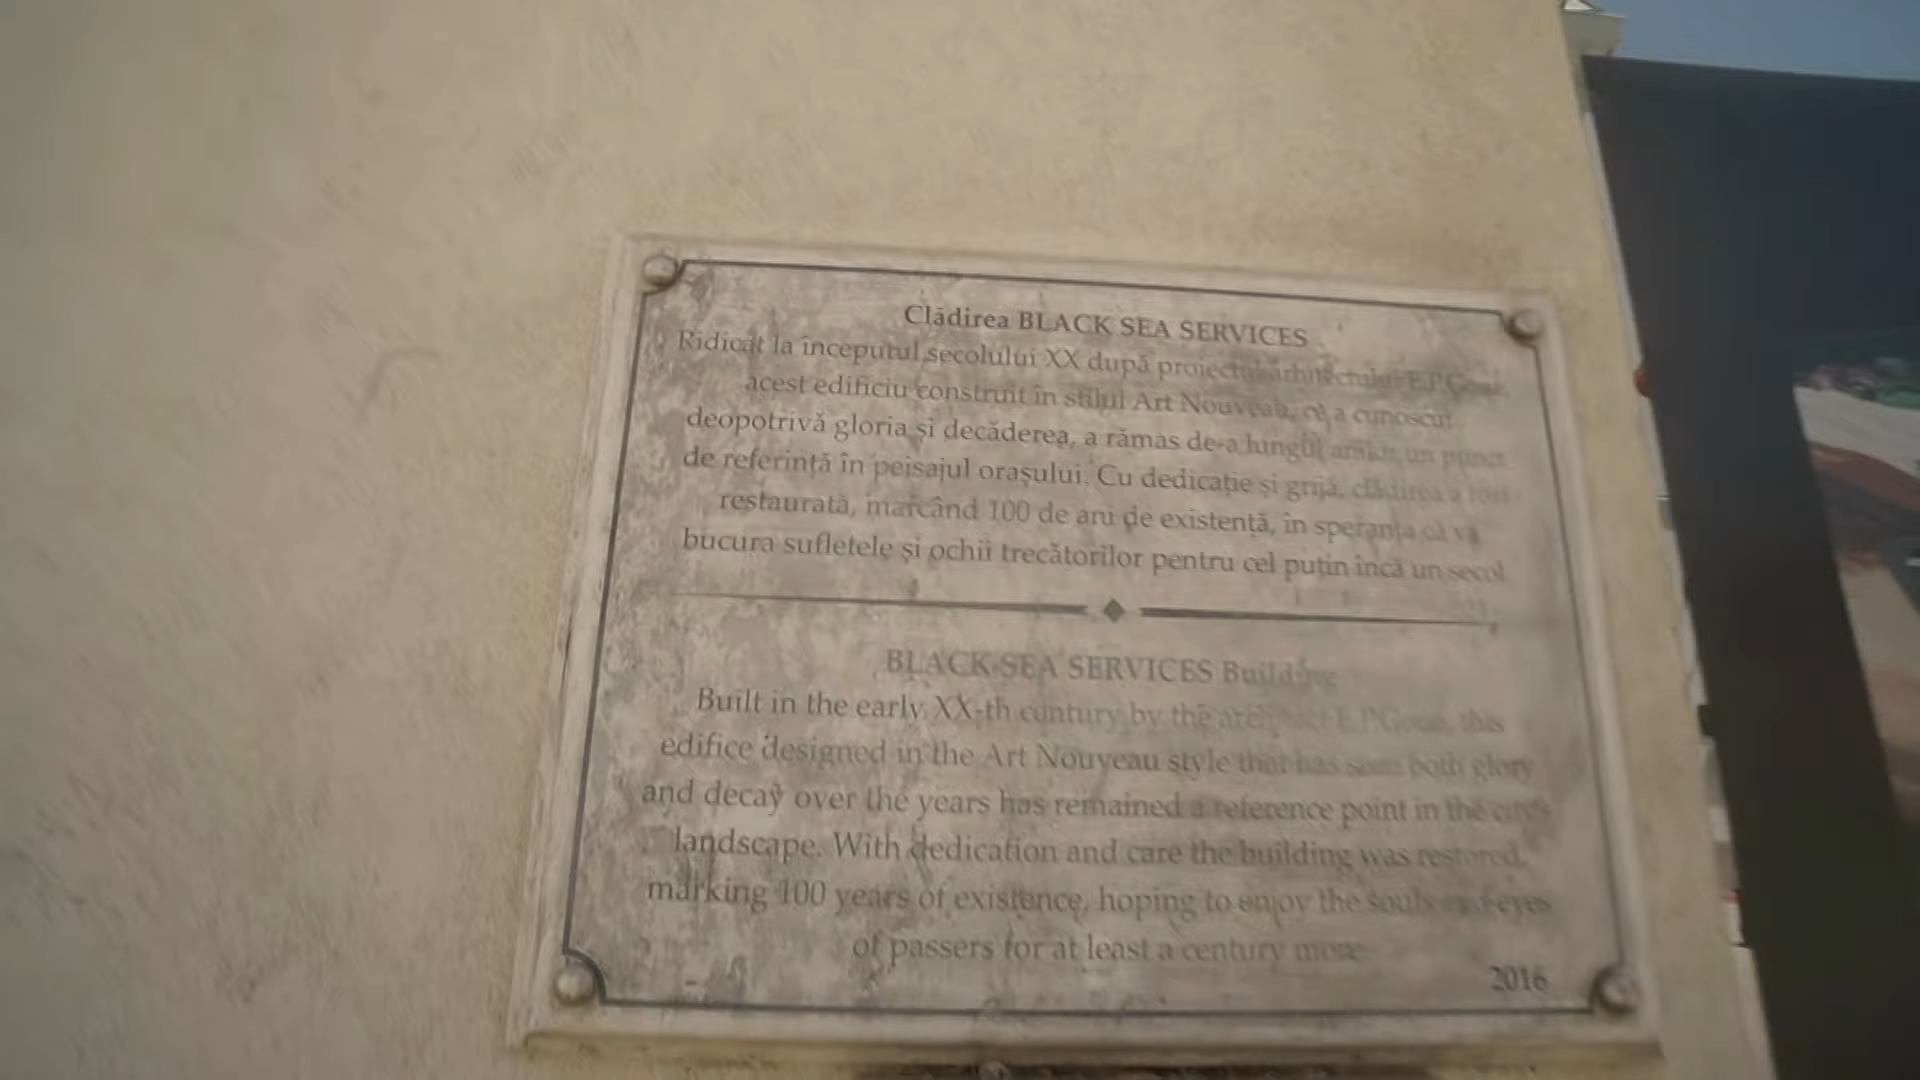 Clădirea BLACK SEA SERVICES
Ridicat la începutul secolului XX după proiectul arhitectului E.P.
acest edificiu construit în stilul Art Nouveau, ce a cunoscut
deopotrivă gloria și decăderea, a rămas de-a lungul anilor un punct
de referință în peisajul orașului. Cu dedicație și grijă, clădirea a fost
restaurată, marcând 100 de ani de existență, în speranța că va
bucura sufletele și ochii trecătorilor pentru cel puțin încă un secol
BLACK SEA SERVICES Building
Built in the early XX-th century by the architect E.P. this
edifice designed in the Art Nouveau style that has seen both glory
and decay over the years has remained a reference point in the city's
landscape. With dedication and care the building was restored,
marking 100 years of existence, hoping to enjoy the souls and eyes
of passers for at least a century more
2016